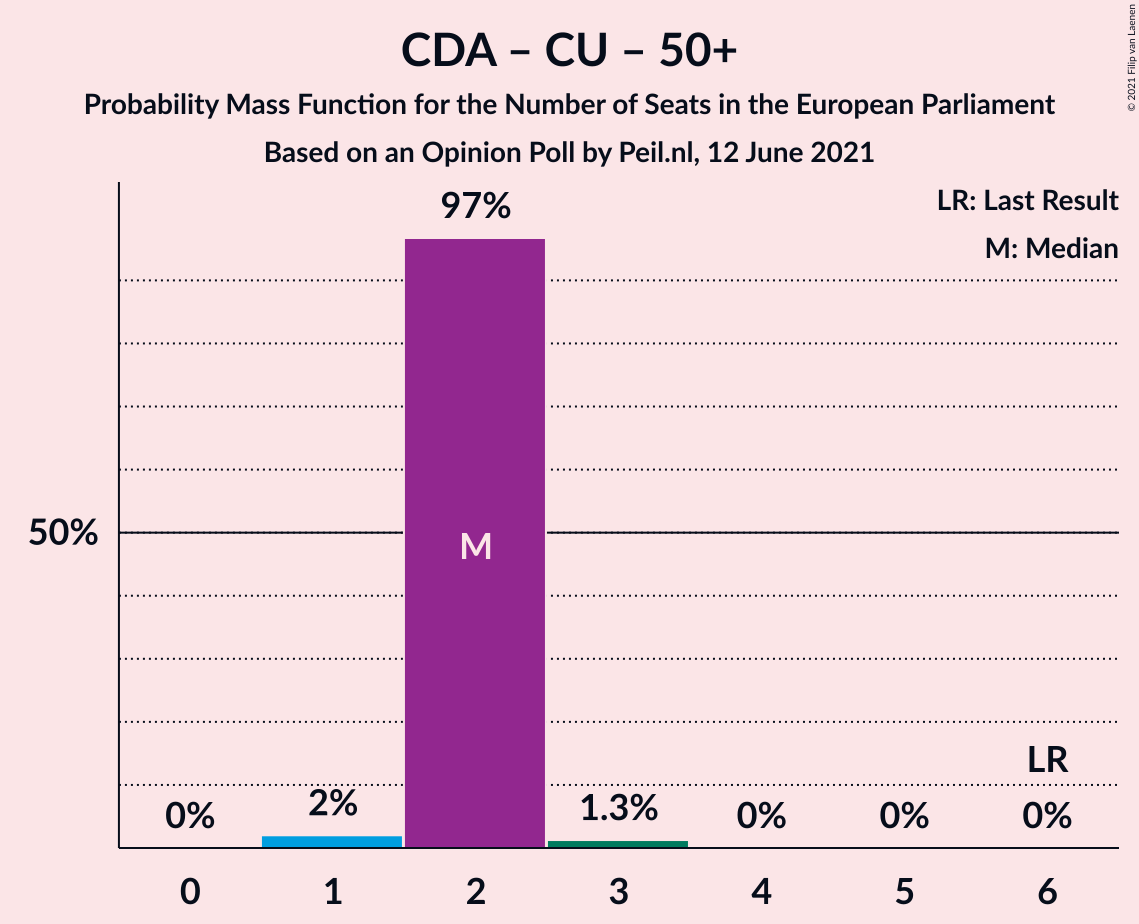 CDA – CU – 50+
Probability Mass Function for the Number of Seats in the European Parliament
Based on an Opinion Poll by Peil.nl, 12 June 2021
© 2021 Filip van Laenen
LR: Last Result
M: Median
97%
50%
M
LR
0%
2%
1.3%
0%
0%
0%
0
1
2
3
4
5
6